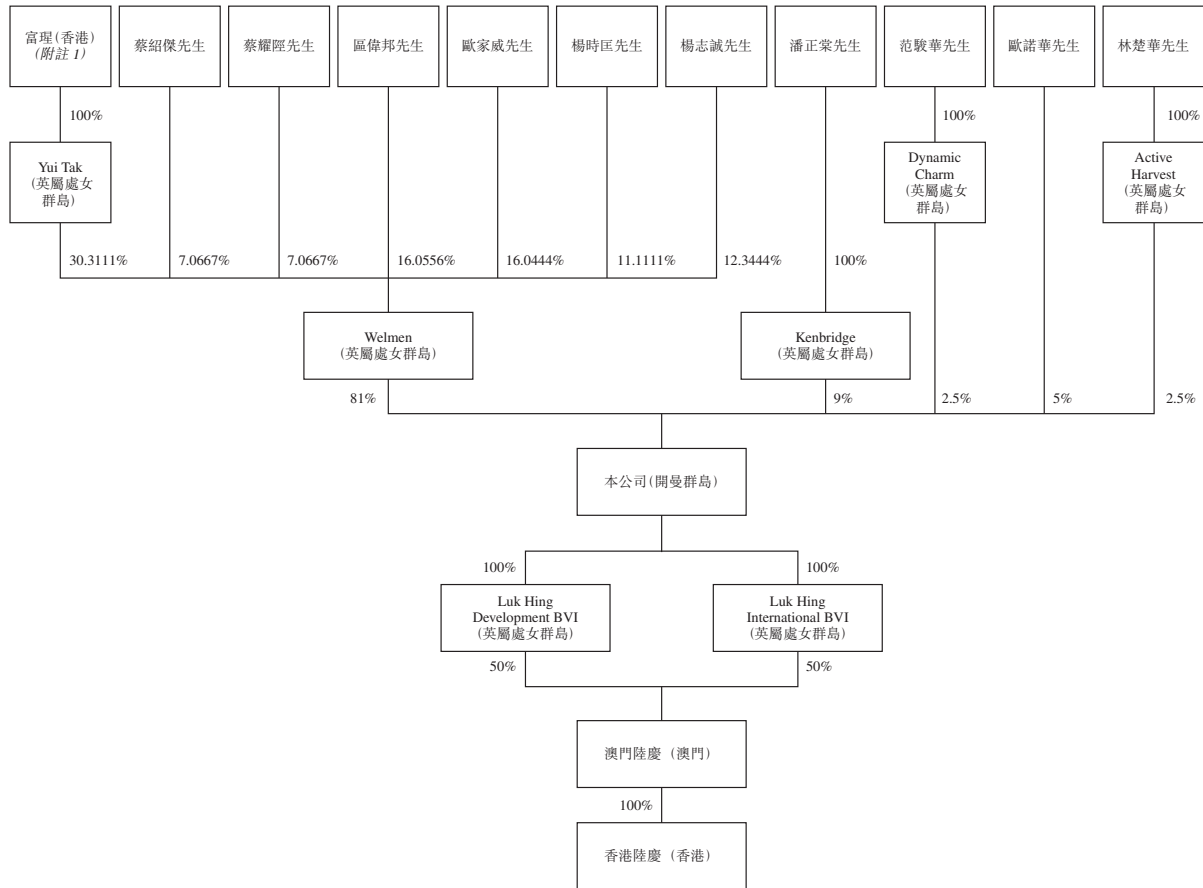 富瑆(香港)
(附註 1)
蔡紹傑先生
蔡耀陞先生
區偉邦先生
歐家威先生
楊時匡先生
楊志誠先生
潘正棠先生
范駿華先生
歐諾華先生
林楚華先生
100%
100%
100%
Yui Tak
(英屬處女
群島)
Dynamic
Charm
(英屬處女
群島)
Active
Harvest
(英屬處女
群島)
30.3111%
7.0667%
7.0667%
16.0556%
16.0444%
11.1111%
12.3444%
100%
Welmen
(英屬處女群島)
Kenbridge
(英屬處女群島)
81%
9%
2.5%
5%
2.5%
本公司(開曼群島)
100%
100%
Luk Hing
Development BVI
(英屬處女群島)
Luk Hing
International BVI
(英屬處女群島)
50%
50%
澳門陸慶 (澳門)
100%
香港陸慶 (香港)